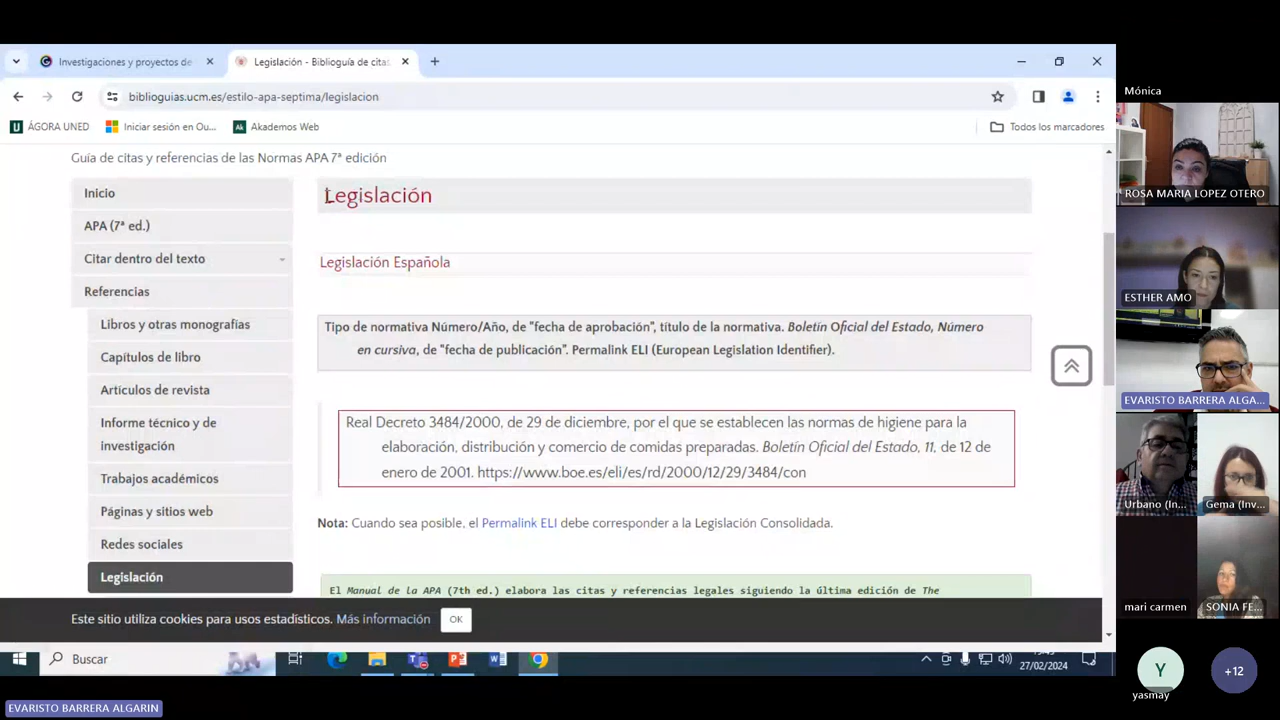 Investigaciones y proyectos de
Legislación - Biblioguía de citas
biblioguias.ucm.es/estilo-apa-septima/legislacion
ÁGORA UNED
Iniciar sesión en Ou...
Akademos Web
Todos los marcadores
Guía de citas y referencias de las Normas APA 7ª edición
Inicio
APA (7ª ed.)
Citar dentro del texto
Referencias
Libros y otras monografías
Capítulos de libro
Artículos de revista
Informe técnico y de
investigación
Trabajos académicos
Páginas y sitios web
Redes sociales
Legislación
Legislación
Legislación Española
Tipo de normativa Número/Año, de "fecha de aprobación", título de la normativa. Boletín Oficial del Estado, Número
en cursiva, de "fecha de publicación". Permalink ELI (European Legislation Identifier).
Real Decreto 3484/2000, de 29 de diciembre, por el que se establecen las normas de higiene para la
elaboración, distribución y comercio de comidas preparadas. Boletín Oficial del Estado, 11, de 12 de
enero de 2001. https://www.boe.es/eli/es/rd/2000/12/29/3484/con
Nota: Cuando sea posible, el Permalink ELI debe corresponder a la Legislación Consolidada.
El Manual de la APA (7th ed.) elabora las citas y referencias legales siguiendo la última edición de The
Este sitio utiliza cookies para usos estadísticos. Más información
OK
Buscar
27/02/2024
EVARISTO BARRERA ALGARIN
Mónica
ROSA MARIA LOPEZ OTERO
ESTHER AMO
EVARISTO BARRERA ALGA...
Urbano (In...
Gema (Inv...
mari carmen
SONIA FE...
Y
yasmay
+12